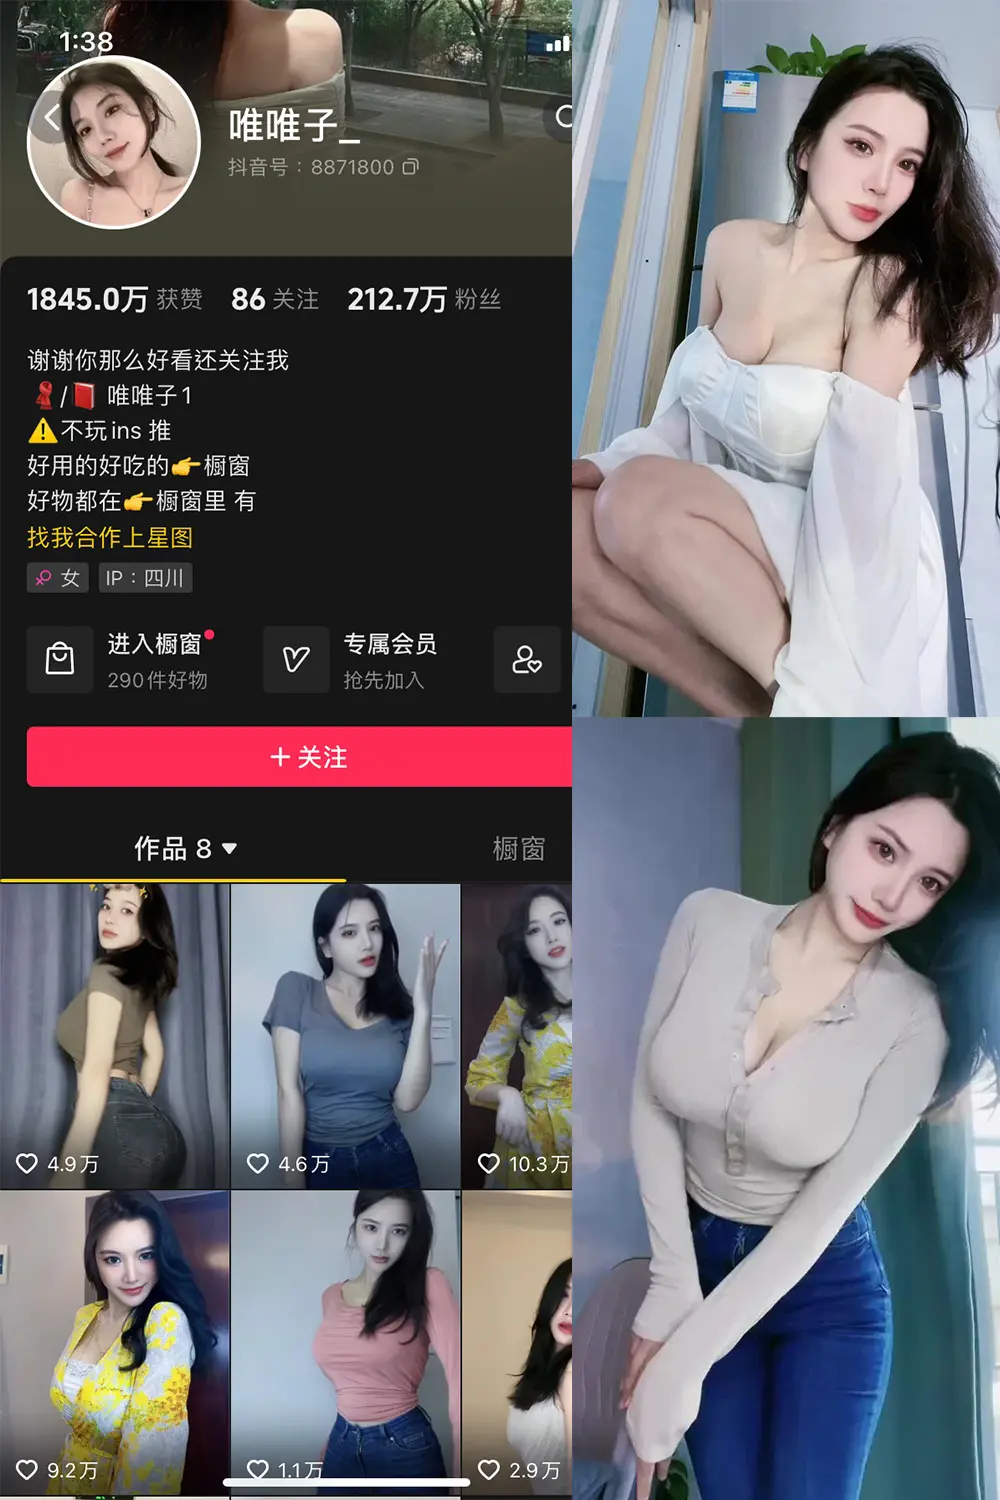 1:38
唯唯子_
抖音号：8871800
1845.0万 获赞 86 关注 212.7万 粉丝
谢谢你那么好看还关注我
🧣/📕 唯唯子1
⚠️不玩ins 推
好用的好吃的👉橱窗
好物都在👉橱窗里 有
找我合作上星图
女 IP：四川
进入橱窗 专属会员
290件好物 抢先加入
+ 关注
作品 8 橱窗
4.9万 4.6万 10.3万
9.2万 1.1万 2.9万